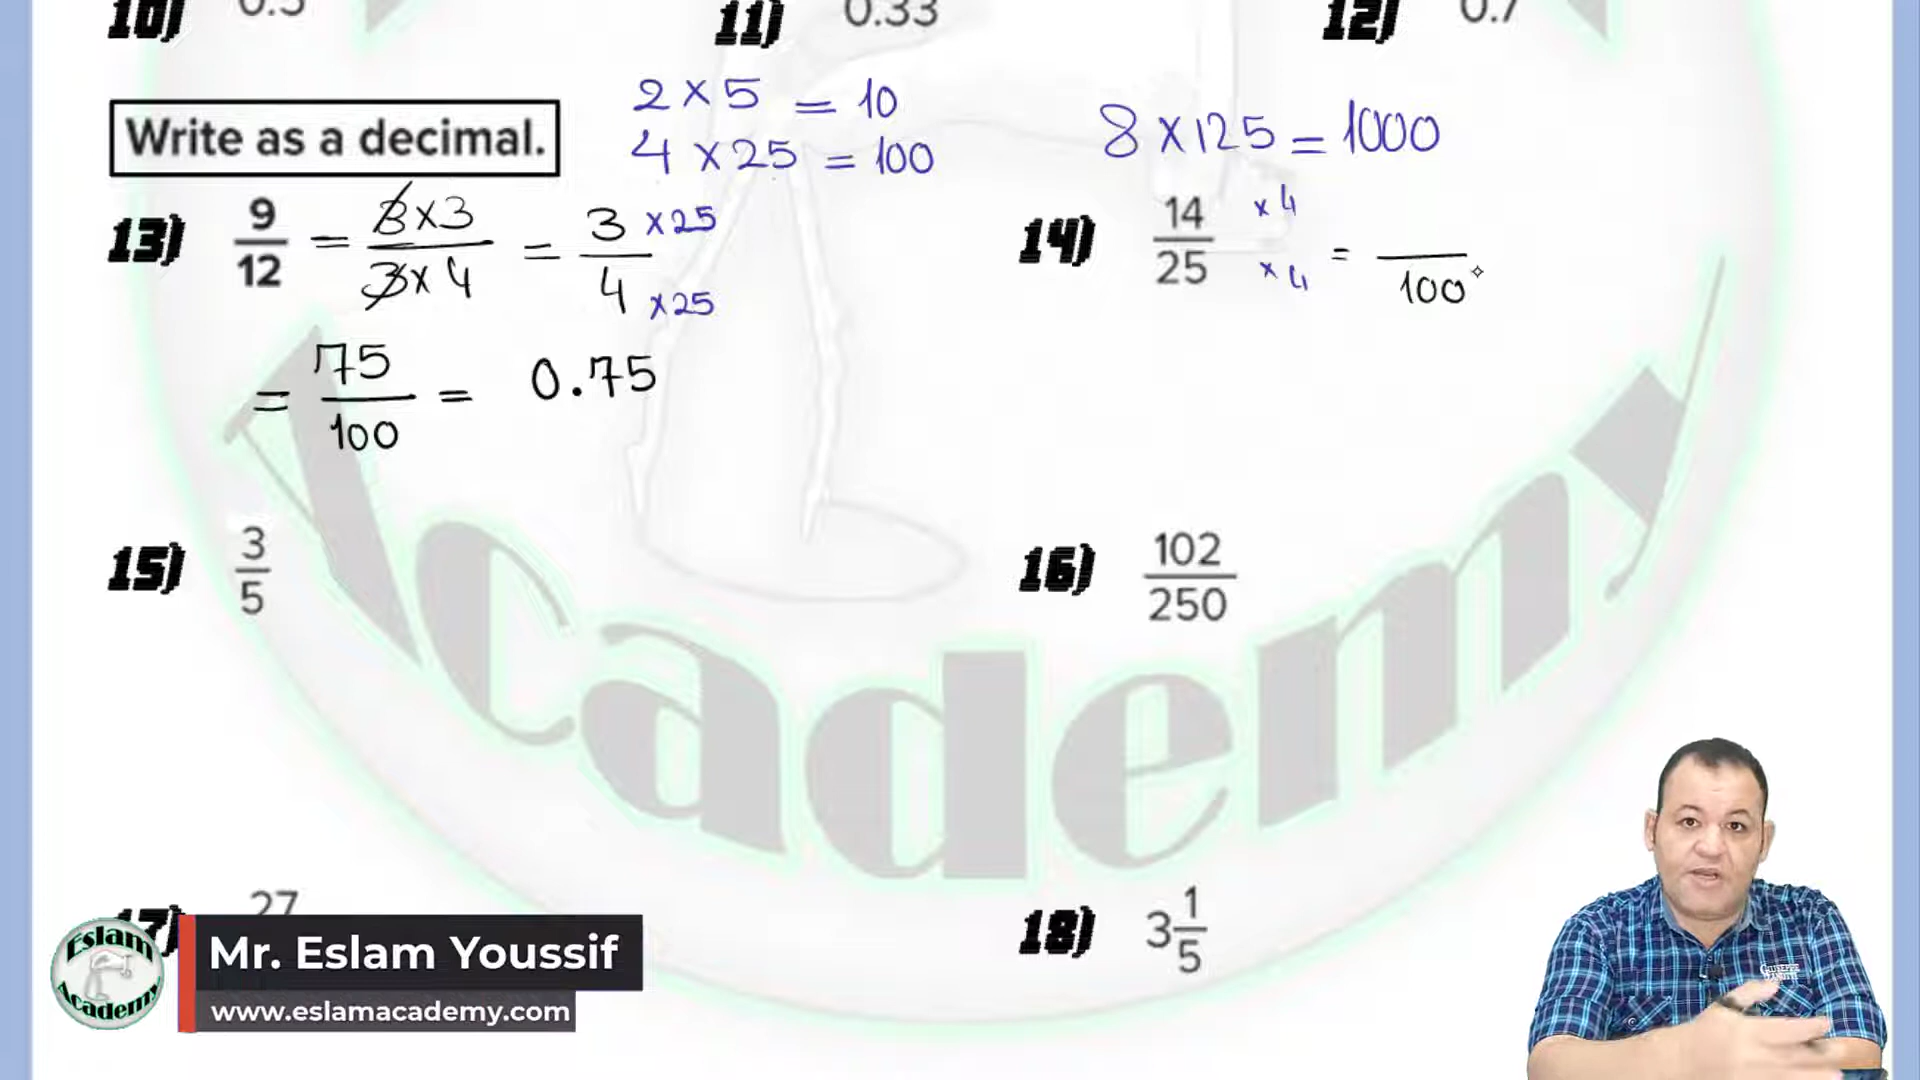 10) 0.5 11) 0.33 12) 0.7
Write as a decimal.
2 × 5 = 10
4 × 25 = 100
8 × 125 = 1000
13) 9/12 = 3×3/3×4 = 3 ×25/4 ×25
= 75/100 = 0.75
14) 14/25 ×4 ×4 = /100
15) 3/5
16) 102/250
17) 27
18) 3 1/5
Academy
Eslam Academy
Mr. Eslam Youssif
www.eslamacademy.com